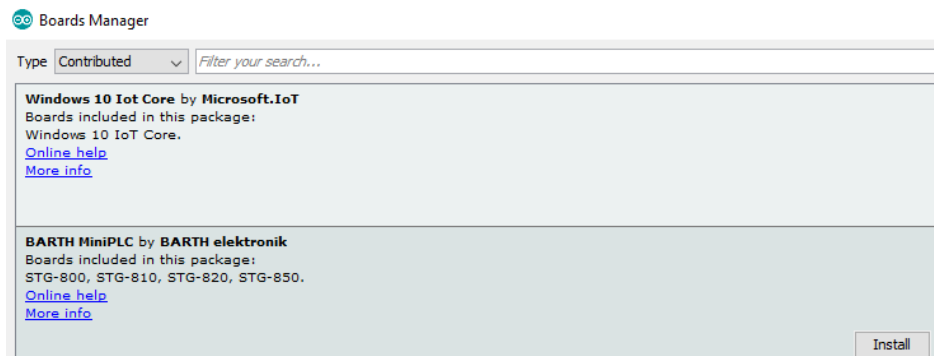 Boards Manager
Type Contributed Filter your search...
Windows 10 Iot Core by Microsoft.IoT
Boards included in this package:
Windows 10 IoT Core.
Online help
More info
BARTH MiniPLC by BARTH elektronik
Boards included in this package:
STG-800, STG-810, STG-820, STG-850.
Online help
More info
Install